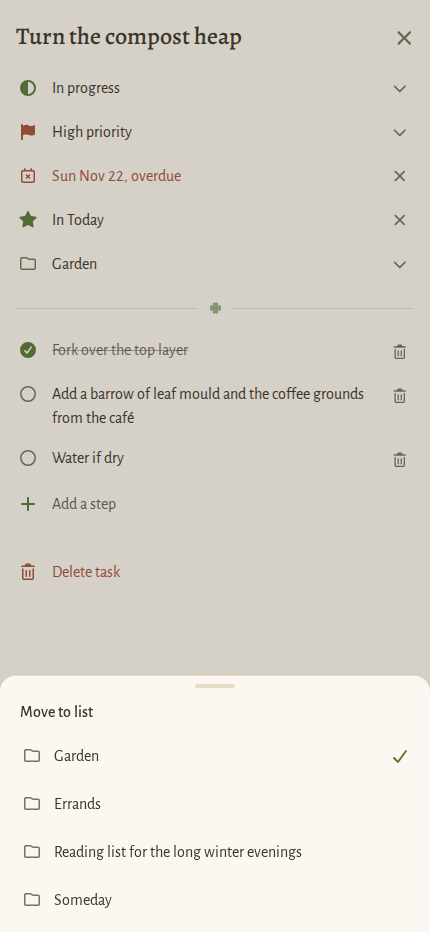 Turn the compost heap
In progress
High priority
Sun Nov 22, overdue
In Today
Garden
Fork over the top layer
Add a barrow of leaf mould and the coffee grounds
from the café
Water if dry
Add a step
Delete task
Move to list
Garden
Errands
Reading list for the long winter evenings
Someday